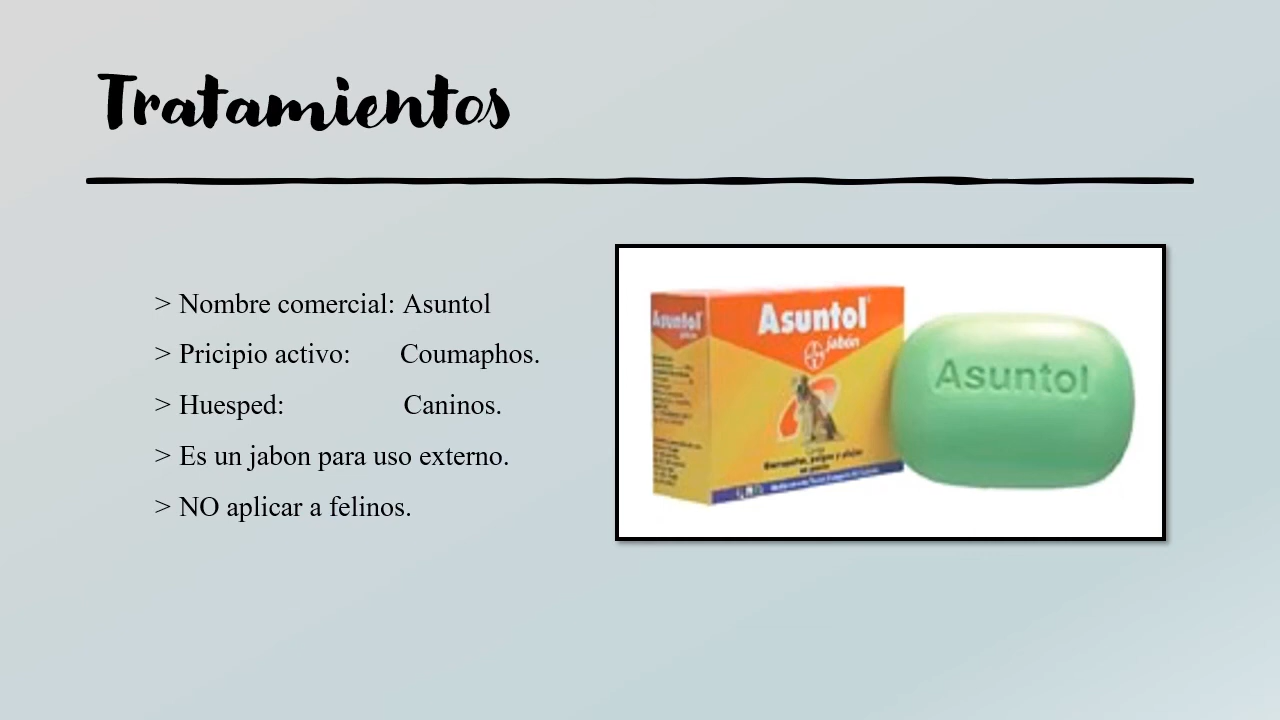 Tratamientos
> Nombre comercial: Asuntol
> Pricipio activo: Coumaphos.
> Huesped: Caninos.
> Es un jabon para uso externo.
> NO aplicar a felinos.
Asuntol
Asuntol®
jabón
Asuntol